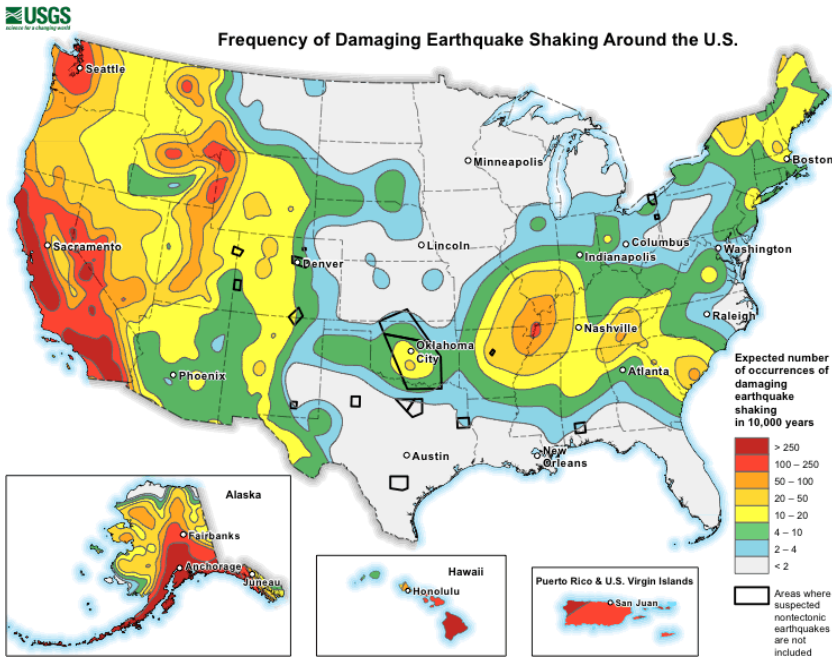 USGS
science for a changing world
Frequency of Damaging Earthquake Shaking Around the U.S.
Seattle
Minneapolis
Boston
Sacramento
Lincoln
Columbus
Washington
Denver
Indianapolis
Raleigh
Nashville
Oklahoma
City
Phoenix
Atlanta
Austin
New
Orleans
Expected number
of occurrences of
damaging
earthquake
shaking
in 10,000 years
> 250
100 – 250
50 – 100
20 – 50
10 – 20
4 – 10
2 – 4
< 2
Areas where
suspected
nontectonic
earthquakes
are not
included
Alaska
Fairbanks
Anchorage
Juneau
Hawaii
Honolulu
Puerto Rico & U.S. Virgin Islands
San Juan